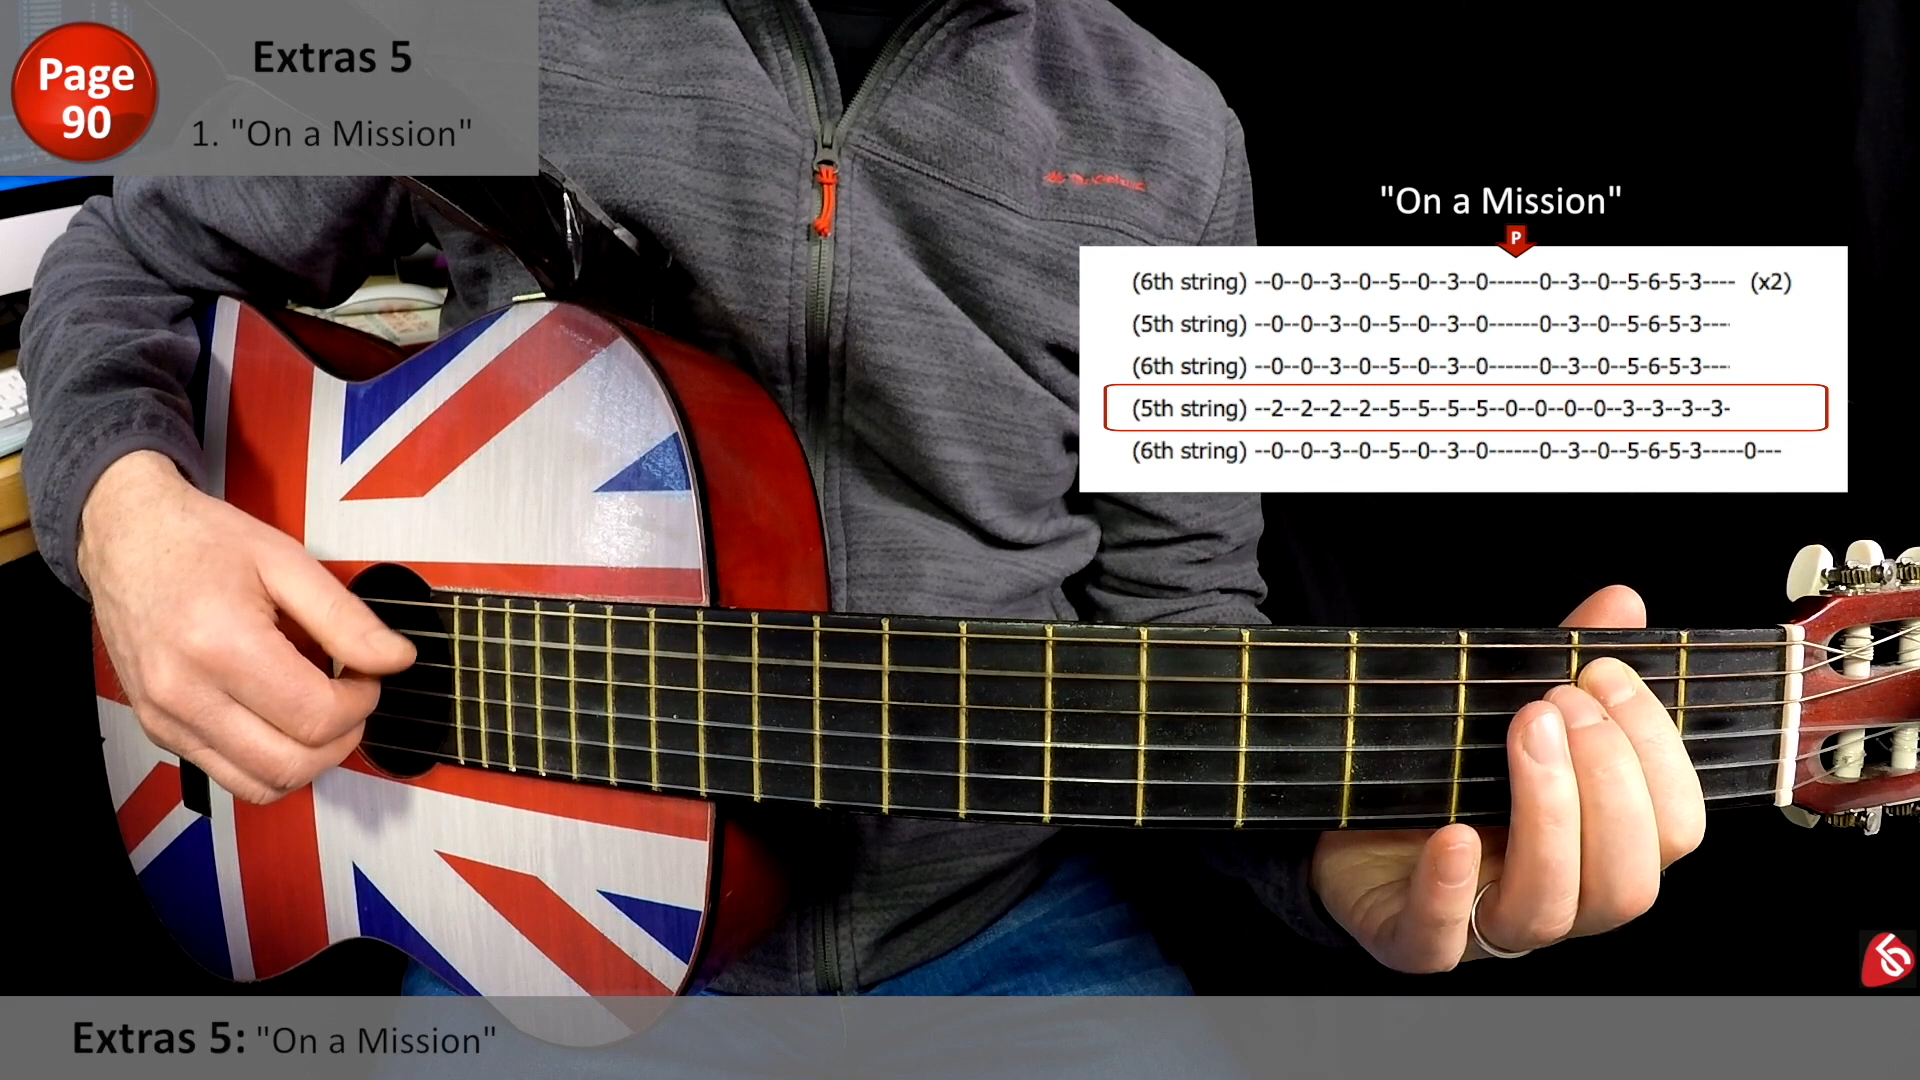 Page
90
Extras 5
1. "On a Mission"
"On a Mission"
P
(6th string) --0--0--3--0--5--0--3--0------0--3--0--5-6-5-3---- (x2)
(5th string) --0--0--3--0--5--0--3--0------0--3--0--5-6-5-3----
(6th string) --0--0--3--0--5--0--3--0------0--3--0--5-6-5-3----
(5th string) --2--2--2--2--5--5--5--5--0--0--0--0--3--3--3--3-
(6th string) --0--0--3--0--5--0--3--0------0--3--0--5-6-5-3-----0---
Extras 5: "On a Mission"